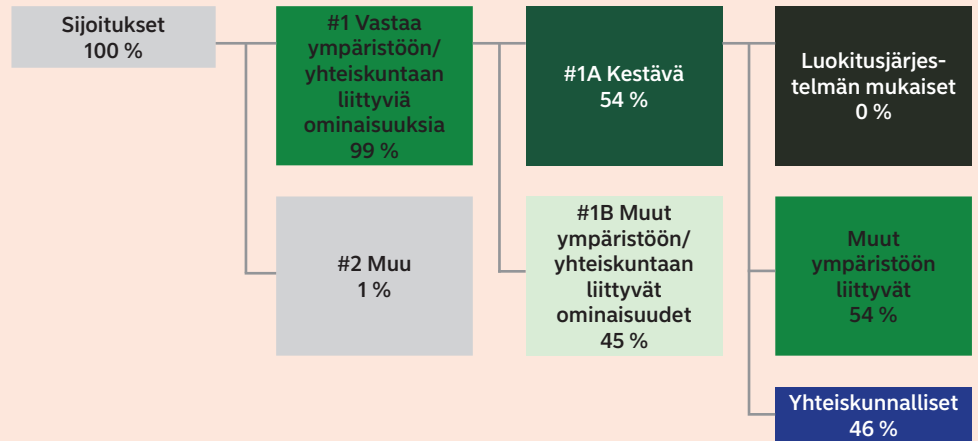 Sijoitukset
100 %
#1 Vastaa
ympäristöön/
yhteiskuntaan
liittyviä
ominaisuuksia
99 %
#2 Muu
1 %
#1A Kestävä
54 %
#1B Muut
ympäristöön/
yhteiskuntaan
liittyvät
ominaisuudet
45 %
Luokitusjärjes-
telmän mukaiset
0 %
Muut
ympäristöön
liittyvät
54 %
Yhteiskunnalliset
46 %